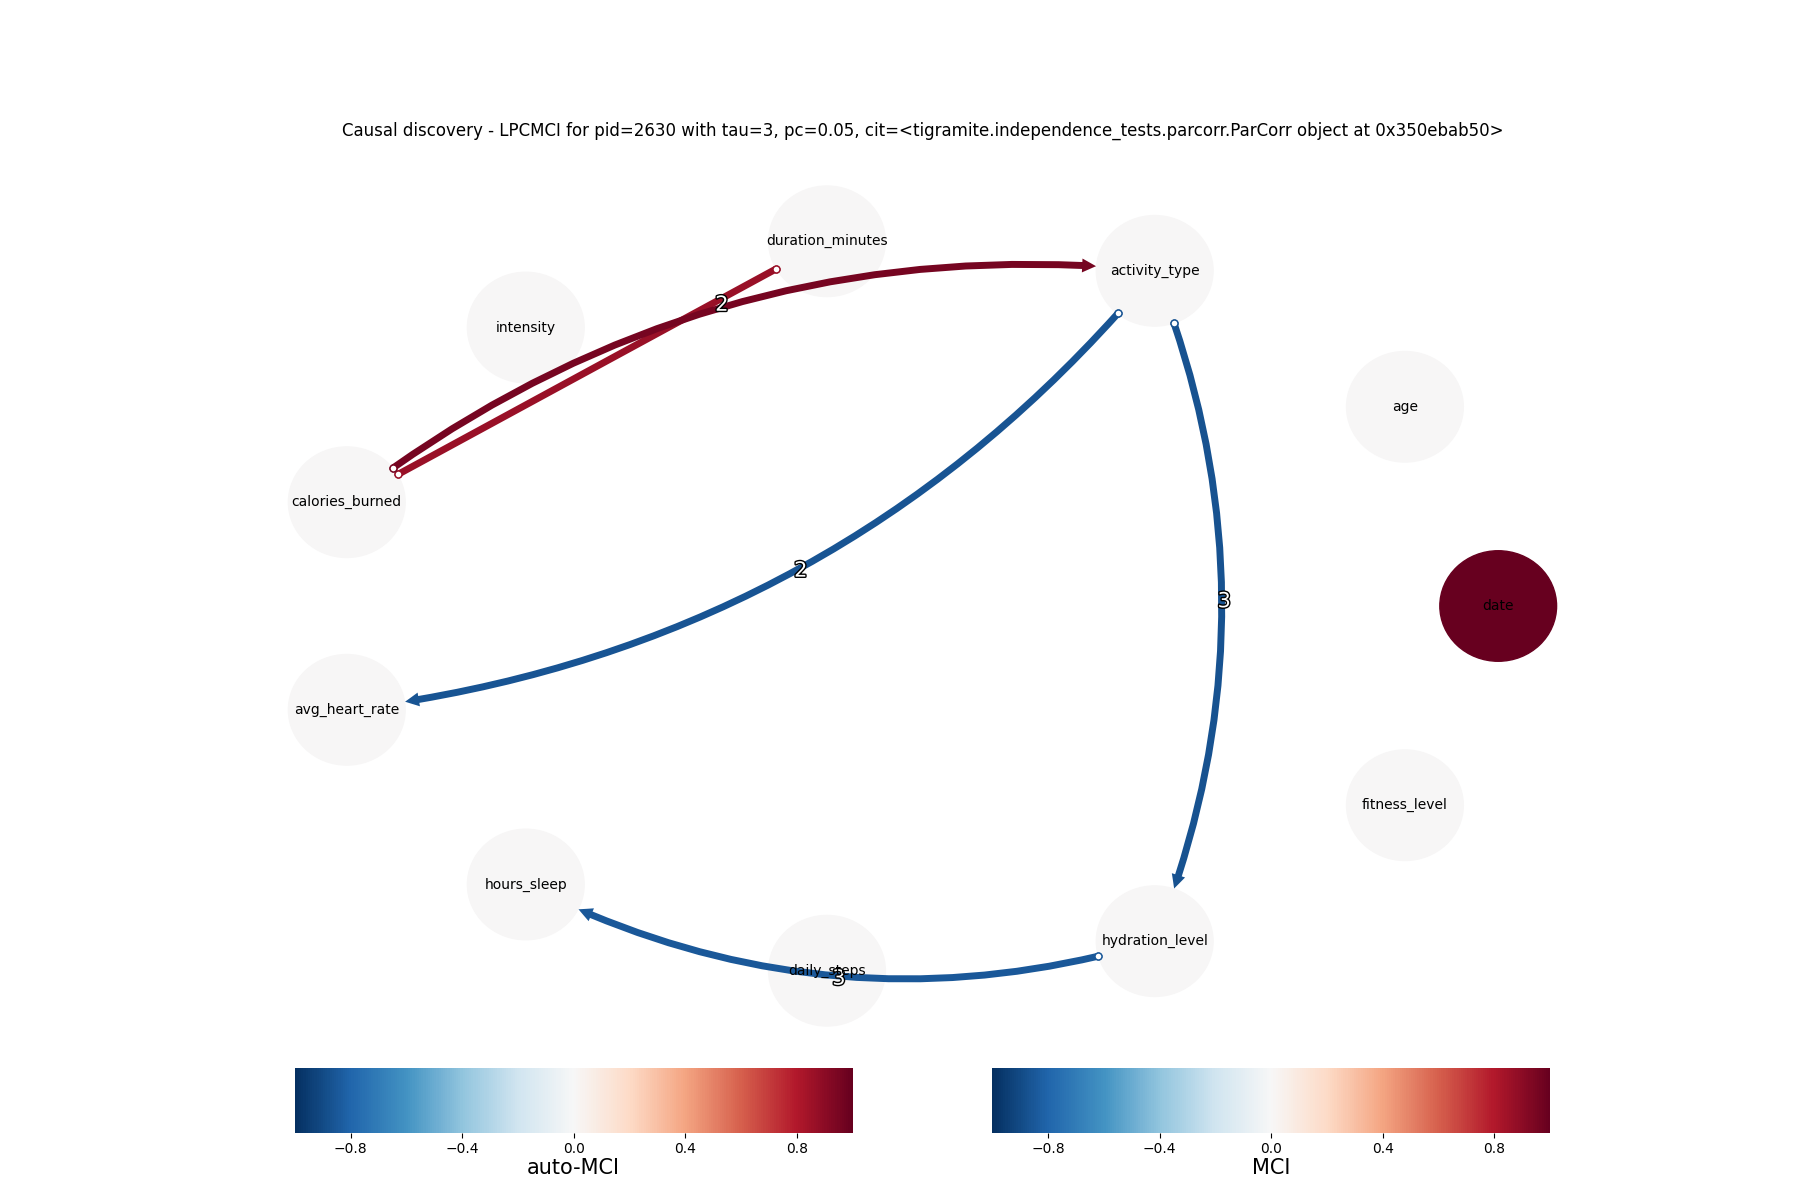 Causal discovery - LPCMCI for pid=2630 with tau=3, pc=0.05, cit=<tigramite.independence_tests.parcorr.ParCorr object at 0x350ebab50>
duration_minutes
activity_type
2
intensity
age
calories_burned
2
3
date
avg_heart_rate
fitness_level
hours_sleep
hydration_level
daily_steps
3
−0.8 −0.4 0.0 0.4 0.8
auto-MCI
−0.8 −0.4 0.0 0.4 0.8
MCI